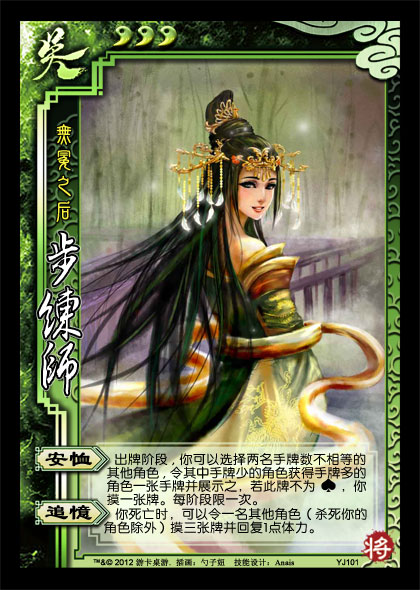 吴
無冕之后
步練師
安恤
出牌阶段，你可以选择两名手牌数不相等的
其他角色，令其中手牌少的角色获得手牌多的
角色一张手牌并展示之，若此牌不为♠，你
摸一张牌。每阶段限一次。
追憶
你死亡时，可以令一名其他角色（杀死你的
角色除外）摸三张牌并回复1点体力。
™&© 2012 游卡桌游. 插画：勺子妞 技能设计：Anais YJ101
将